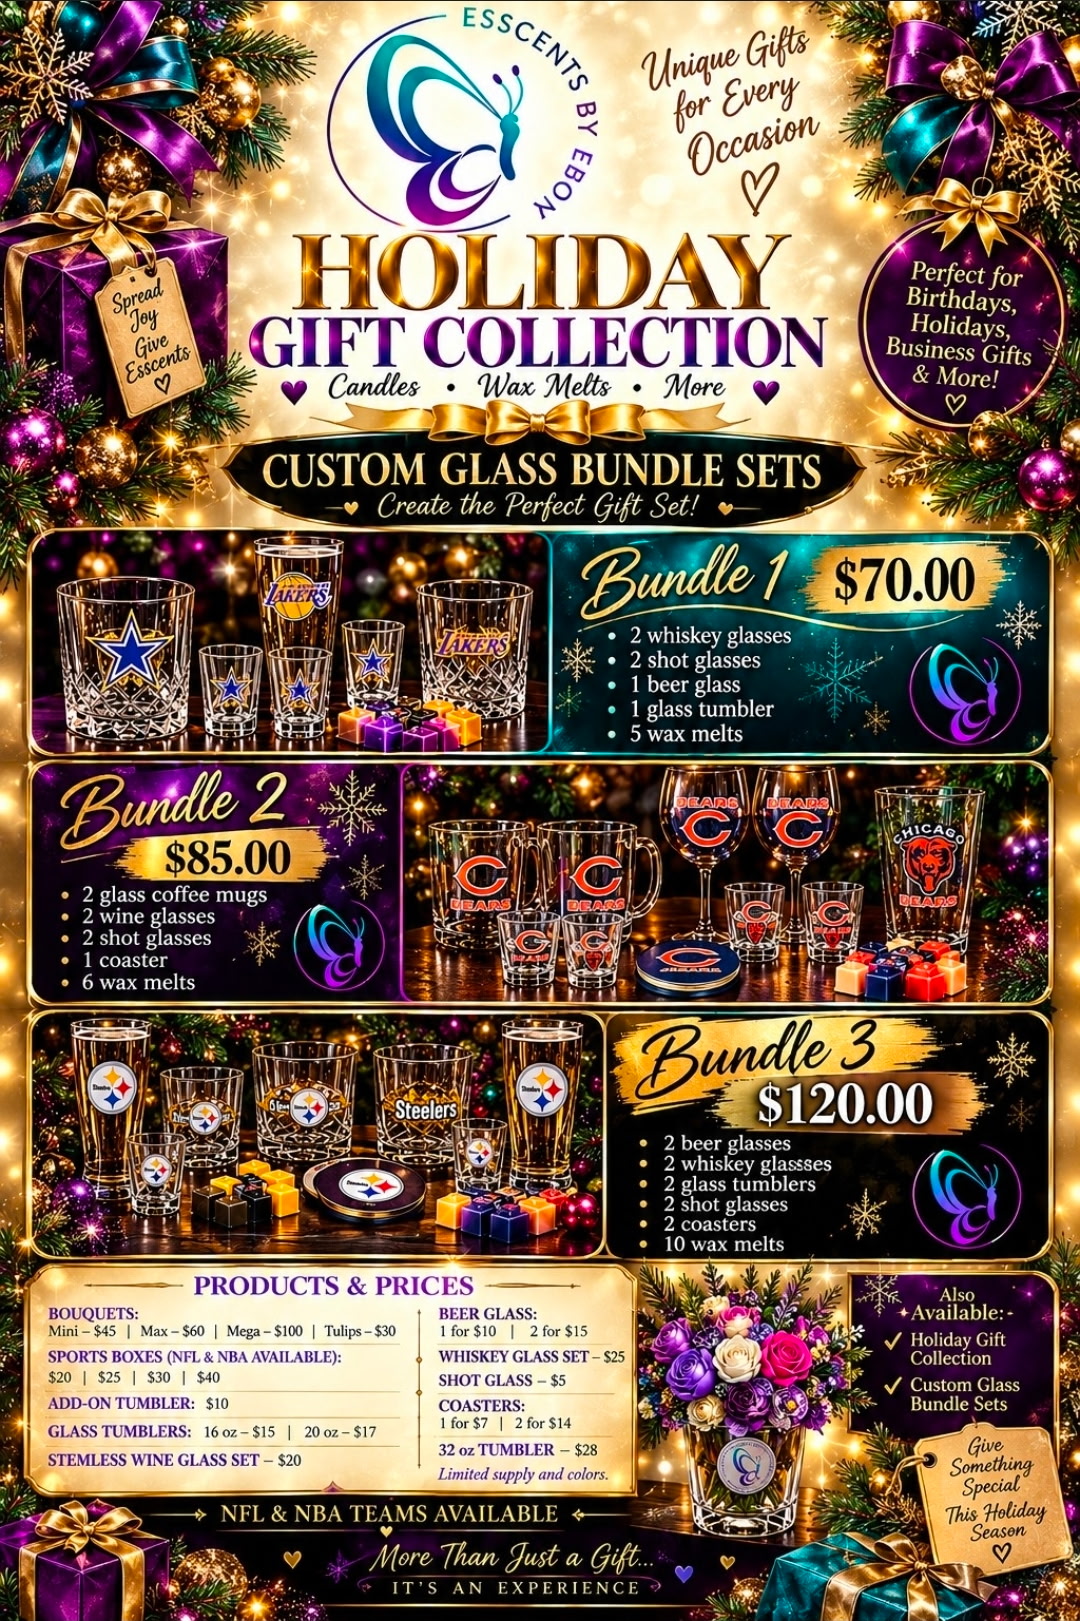 ESSCENTS BY EBON
Unique Gifts
for Every
Occasion
Spread
Joy
Give
Esscents
HOLIDAY
GIFT COLLECTION
Candles • Wax Melts • More
Perfect for
Birthdays,
Holidays,
Business Gifts
& More!
CUSTOM GLASS BUNDLE SETS
Create the Perfect Gift Set!
LAKERS
LAKERS
Bundle 1 $70.00
• 2 whiskey glasses
• 2 shot glasses
• 1 beer glass
• 1 glass tumbler
• 5 wax melts
Bundle 2
$85.00
• 2 glass coffee mugs
• 2 wine glasses
• 2 shot glasses
• 1 coaster
• 6 wax melts
BEARS
BEARS
BEARS
BEARS
CHICAGO
BEARS
Steelers
Bundle 3
$120.00
• 2 beer glasses
• 2 whiskey glasses
• 2 glass tumblers
• 2 shot glasses
• 2 coasters
• 10 wax melts
PRODUCTS & PRICES
BOUQUETS:
Mini – $45 | Max – $60 | Mega – $100 | Tulips – $30
SPORTS BOXES (NFL & NBA AVAILABLE):
$20 | $25 | $30 | $40
ADD-ON TUMBLER: $10
GLASS TUMBLERS: 16 oz – $15 | 20 oz – $17
STEMLESS WINE GLASS SET – $20
BEER GLASS:
1 for $10 | 2 for $15
WHISKEY GLASS SET – $25
SHOT GLASS – $5
COASTERS:
1 for $7 | 2 for $14
32 oz TUMBLER – $28
Limited supply and colors.
Also
Available:
✓ Holiday Gift
Collection
✓ Custom Glass
Bundle Sets
Give
Something
Special
This Holiday
Season
NFL & NBA TEAMS AVAILABLE
More Than Just a Gift...
IT'S AN EXPERIENCE